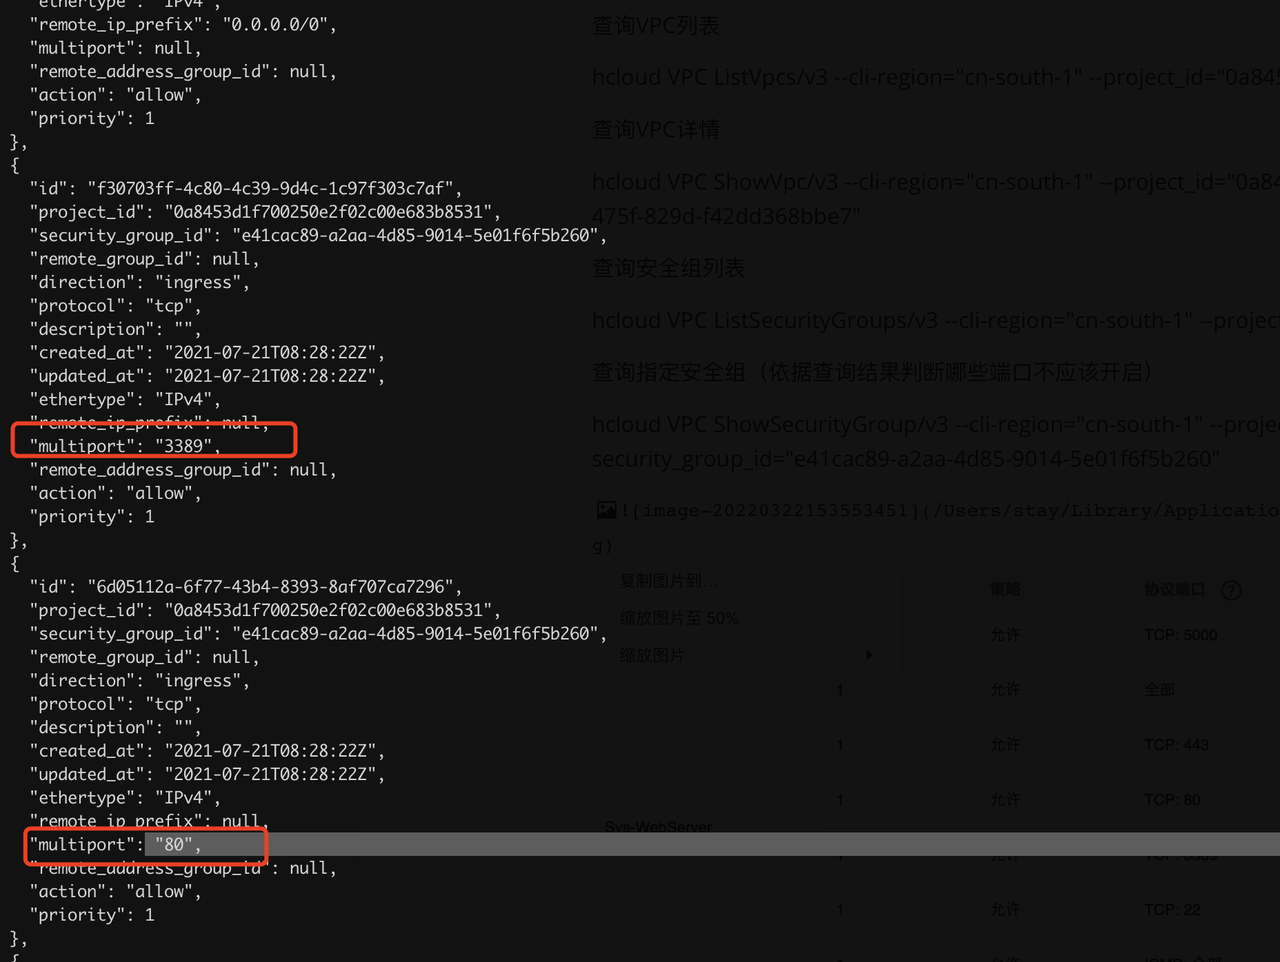 "ethertype": "IPv4",
"remote_ip_prefix": "0.0.0.0/0",
"multiport": null,
"remote_address_group_id": null,
"action": "allow",
"priority": 1
},
{
"id": "f30703ff-4c80-4c39-9d4c-1c97f303c7af",
"project_id": "0a8453d1f700250e2f02c00e683b8531",
"security_group_id": "e41cac89-a2aa-4d85-9014-5e01f6f5b260",
"remote_group_id": null,
"direction": "ingress",
"protocol": "tcp",
"description": "",
"created_at": "2021-07-21T08:28:22Z",
"updated_at": "2021-07-21T08:28:22Z",
"ethertype": "IPv4",
"remote_ip_prefix": null,
"multiport": "3389",
"remote_address_group_id": null,
"action": "allow",
"priority": 1
},
{
"id": "6d05112a-6f77-43b4-8393-8af707ca7296",
"project_id": "0a8453d1f700250e2f02c00e683b8531",
"security_group_id": "e41cac89-a2aa-4d85-9014-5e01f6f5b260",
"remote_group_id": null,
"direction": "ingress",
"protocol": "tcp",
"description": "",
"created_at": "2021-07-21T08:28:22Z",
"updated_at": "2021-07-21T08:28:22Z",
"ethertype": "IPv4",
"remote_ip_prefix": null,
"multiport": "80",
"remote_address_group_id": null,
"action": "allow",
"priority": 1
},
{
查询VPC列表
hcloud VPC ListVpcs/v3 --cli-region="cn-south-1" --project_id="0a845
查询VPC详情
hcloud VPC ShowVpc/v3 --cli-region="cn-south-1" --project_id="0a84
475f-829d-f42dd368bbe7"
查询安全组列表
hcloud VPC ListSecurityGroups/v3 --cli-region="cn-south-1" --projec
查询指定安全组（依据查询结果判断哪些端口不应该开启）
hcloud VPC ShowSecurityGroup/v3 --cli-region="cn-south-1" --proje
security_group_id="e41cac89-a2aa-4d85-9014-5e01f6f5b260"
![image-20220322153553451](/Users/stay/Library/Applicatio
g)
复制图片到...
缩放图片至 50%
缩放图片
策略 协议端口 ?
允许 TCP: 5000
1 允许 全部
1 允许 TCP: 443
1 允许 TCP: 80
Sys-WebServer
1 允许 TCP: 22